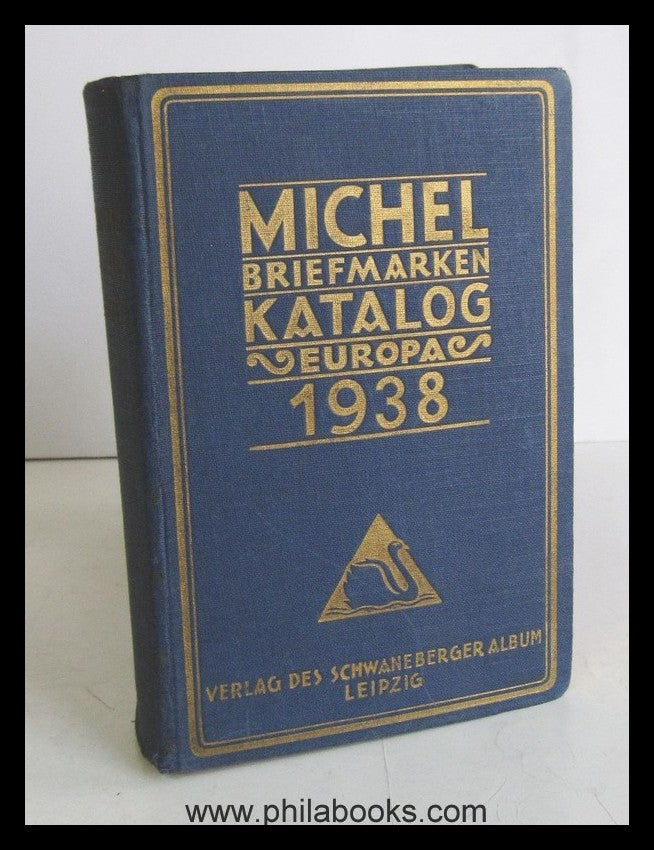 MICHEL
BRIEFMARKEN
KATALOG
EUROPA
1938
VERLAG DES SCHWANEBERGER ALBUM
LEIPZIG
www.philabooks.com